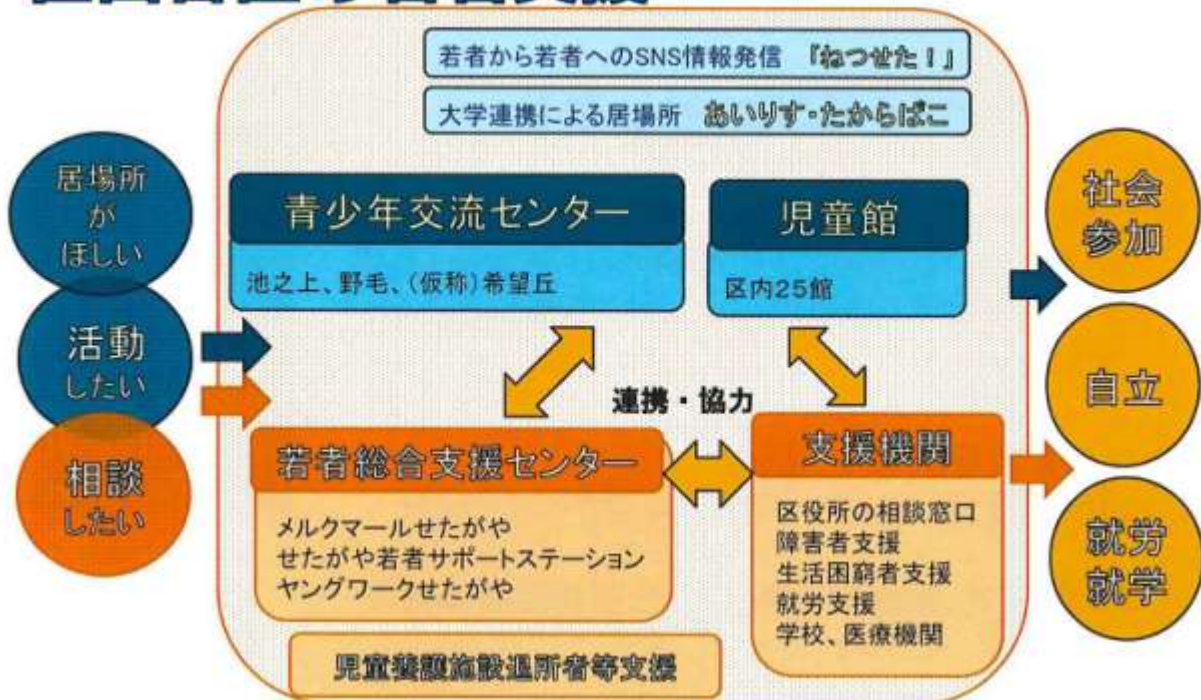 若者支援
若者から若者へのSNS情報発信 『ねつせた!』
大学連携による居場所 あいりす・たからばこ
居場所
が
ほしい
活動
したい
相談
したい
青少年交流センター
池之上、野毛、(仮称)希望丘
児童館
区内25館
連携・協力
若者総合支援センター
メルクマールせたがや
せたがや若者サポートステーション
ヤングワークせたがや
支援機関
区役所の相談窓口
障害者支援
生活困窮者支援
就労支援
学校、医療機関
児童養護施設退所者等支援
社会
参加
自立
就労
就学